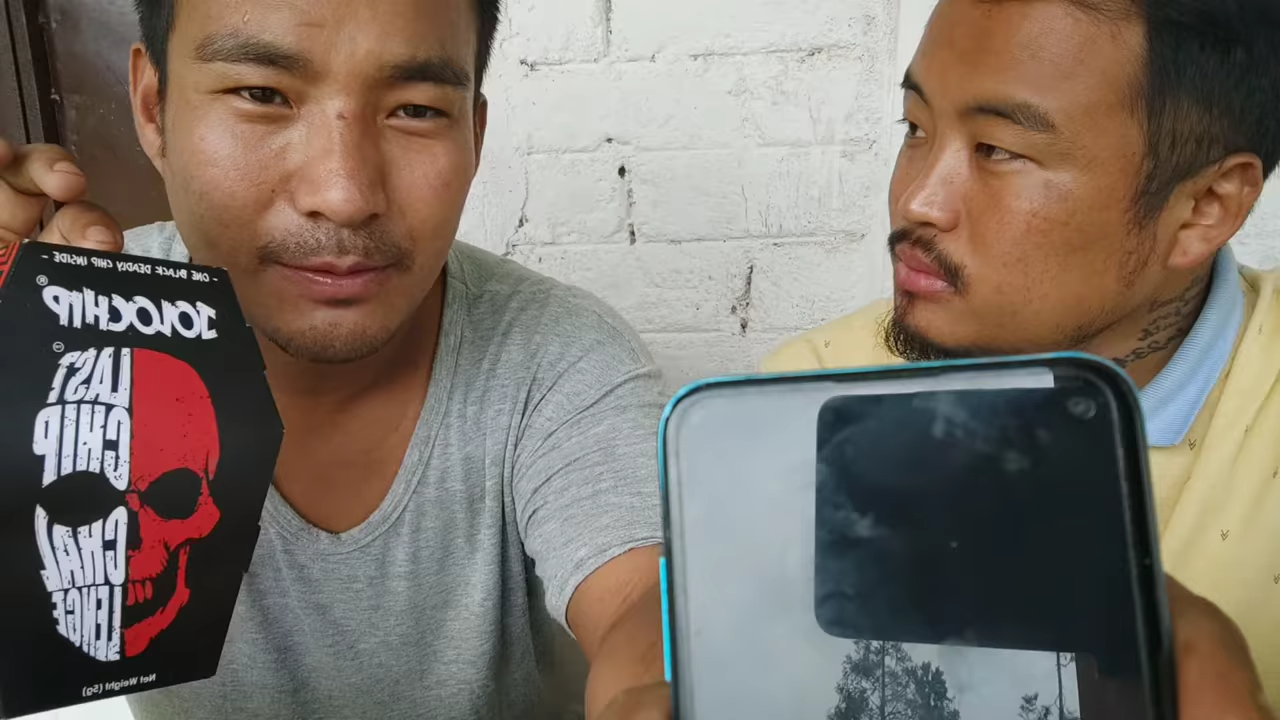 - ONE BLACK DEADLY CHIP INSIDE -
JOLOCHIP®
LAST
CHIP
CHAL
LENGE
Net Weight (5g)